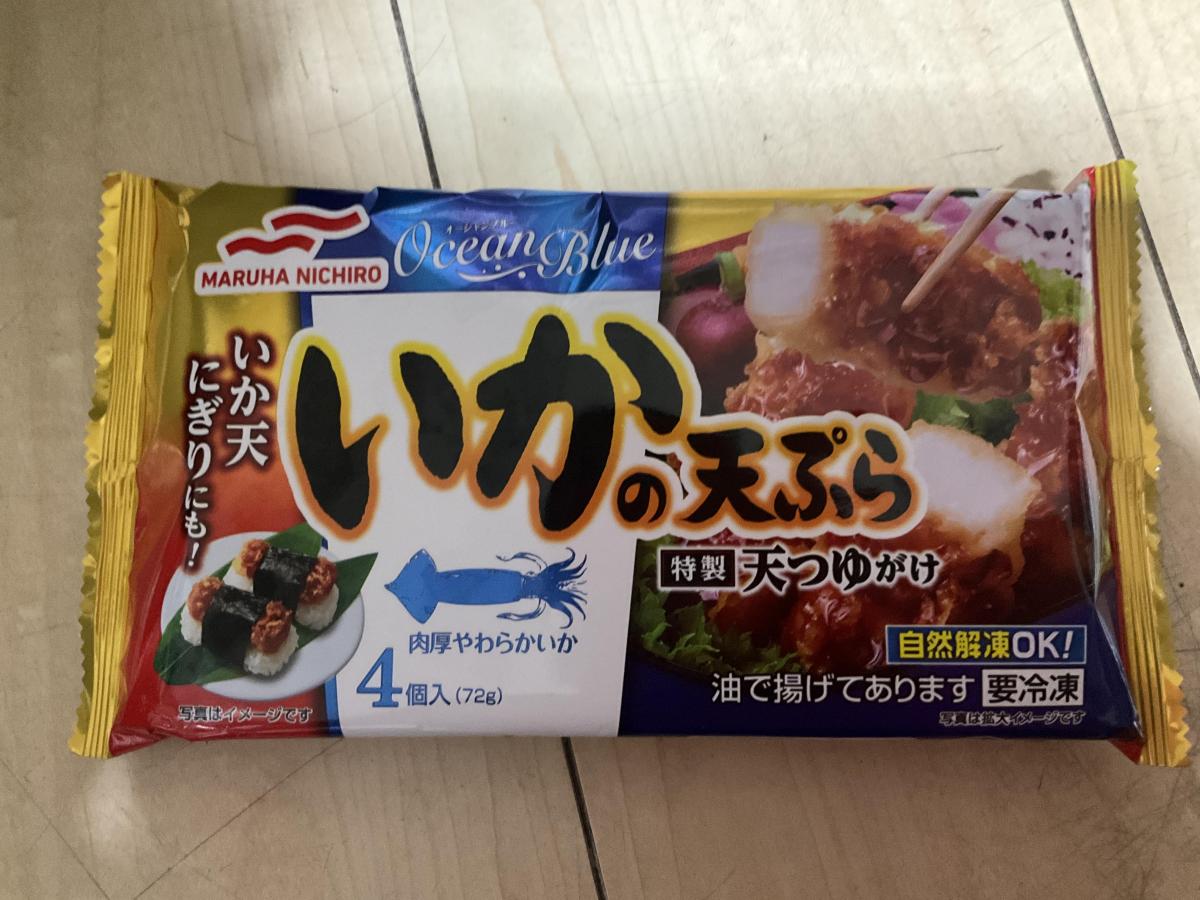 MARUHA NICHIRO
オーシャンブルー
Ocean Blue
いか天
にぎりにも!
いかの天ぷら
特製 天つゆがけ
肉厚やわらかいか
4個入(72g)
自然解凍OK!
油で揚げてあります 要冷凍
写真はイメージです
写真は拡大イメージです